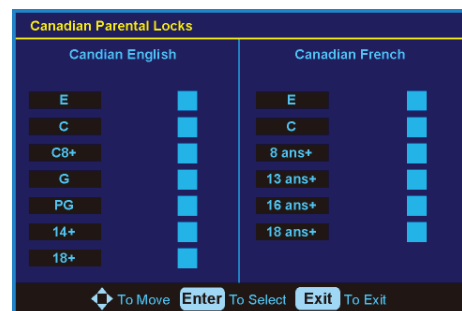 Canadian Parental Locks
Candian English
E
C
C8+
G
PG
14+
18+
Canadian French
E
C
8 ans+
13 ans+
16 ans+
18 ans+
To Move Enter To Select Exit To Exit